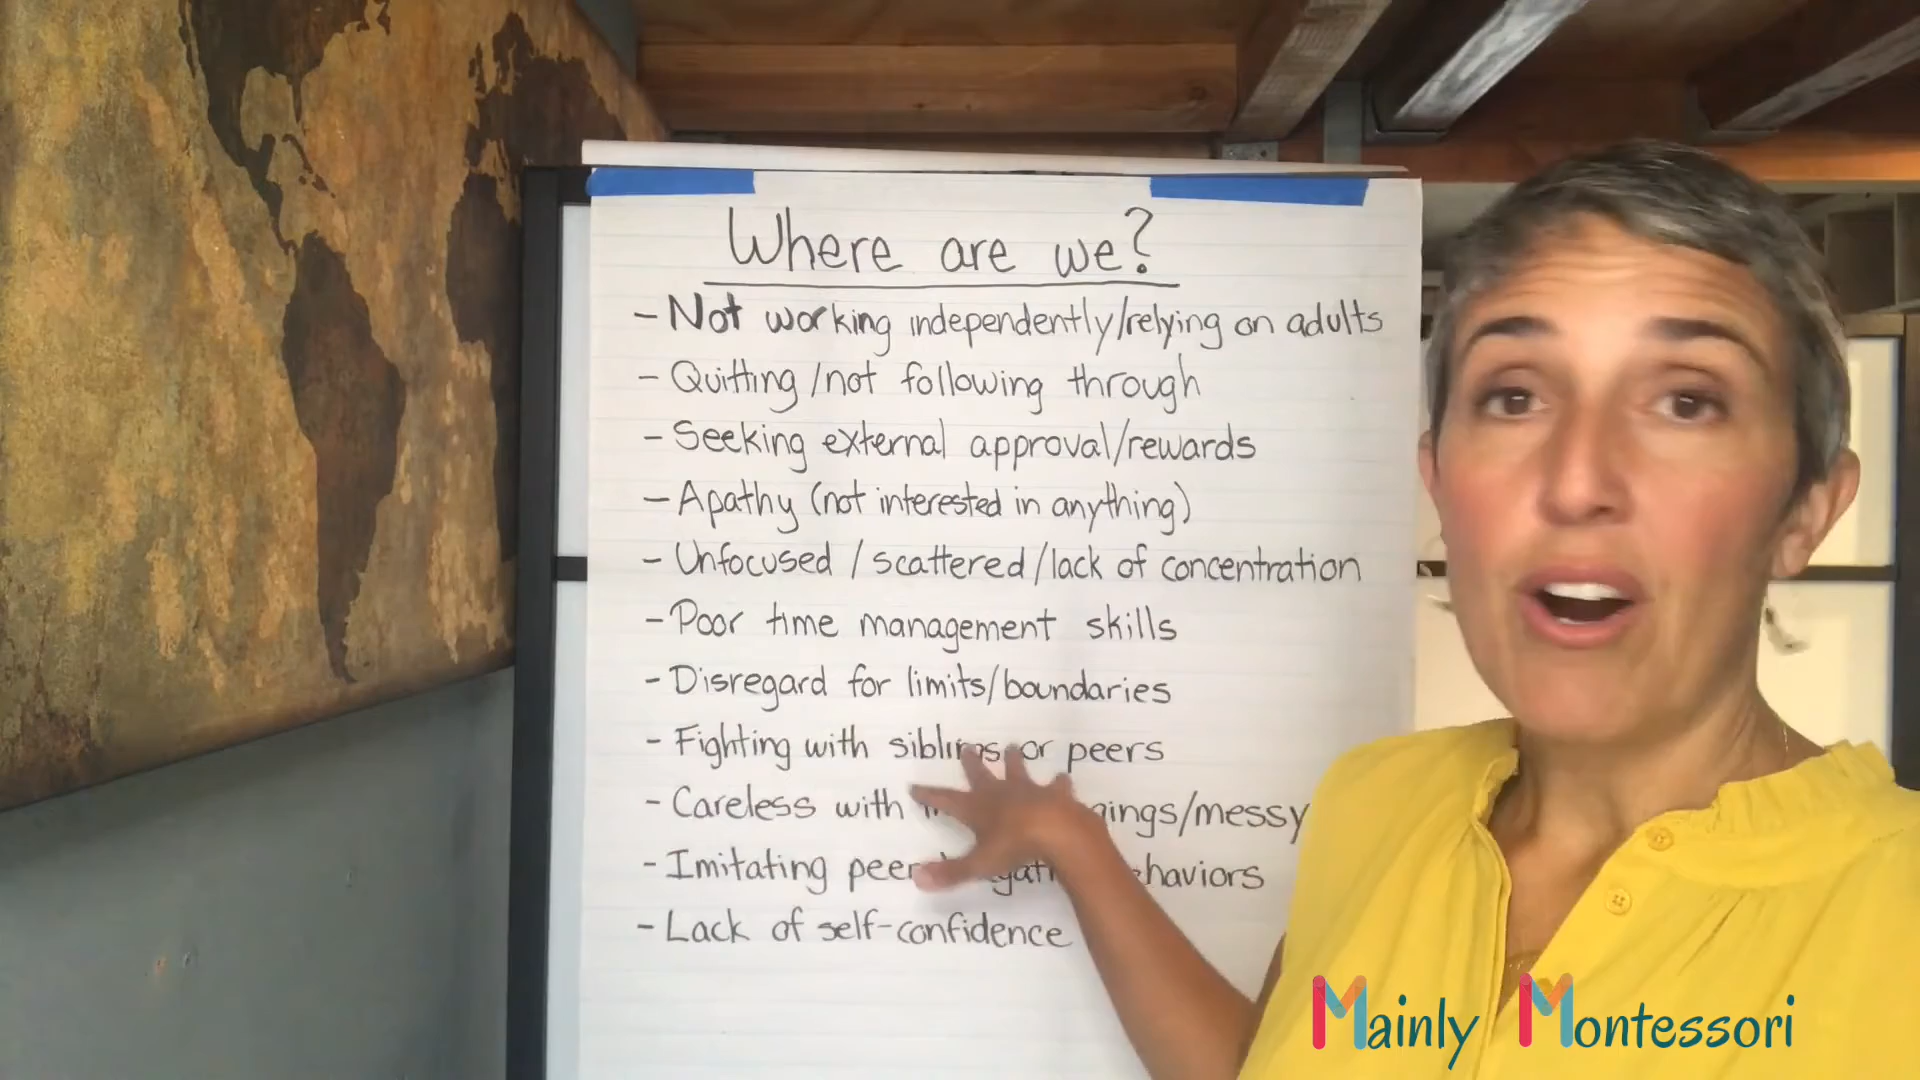 Where are we?
- Not working independently/relying on adults
- Quitting/not following through
- Seeking external approval/rewards
- Apathy (not interested in anything)
- Unfocused/scattered/lack of concentration
- Poor time management skills
- Disregard for limits/boundaries
- Fighting with siblings or peers
- Careless with /messy
- Imitating
- Lack of self-confidence
Mainly Montessori